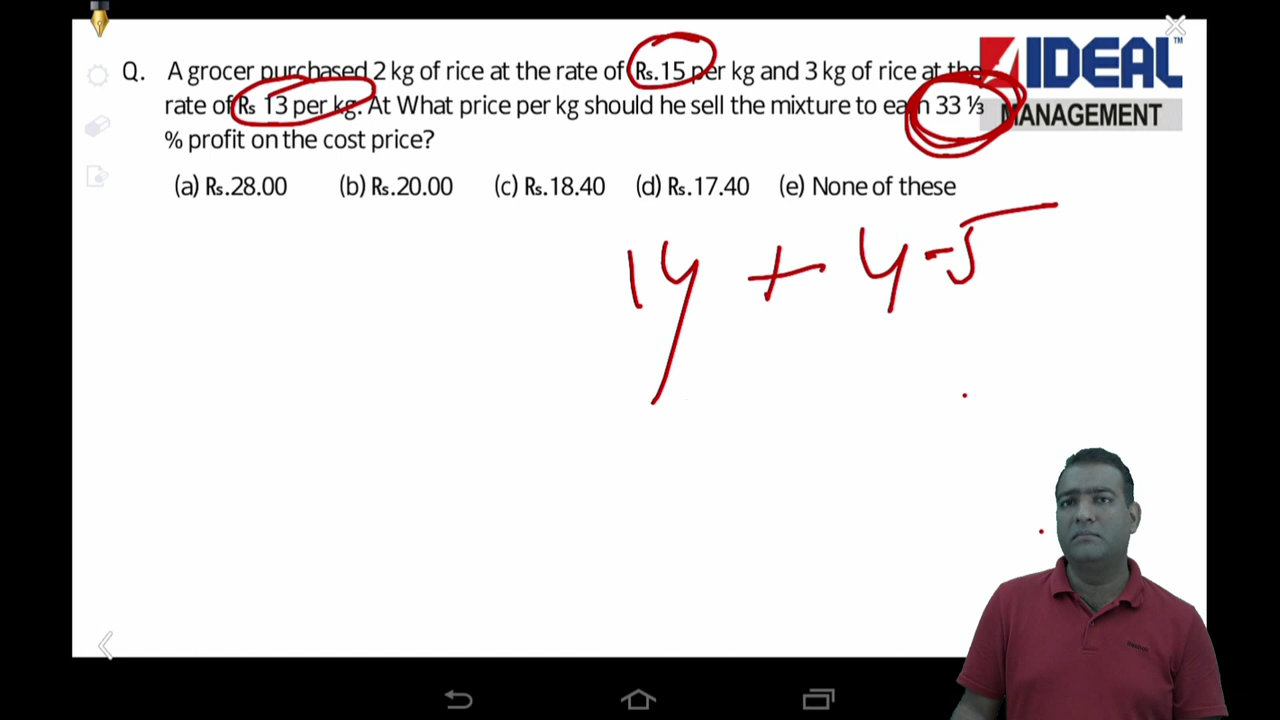 Q. A grocer purchased 2 kg of rice at the rate of Rs.15 per kg and 3 kg of rice at the
rate of Rs 13 per kg. At What price per kg should he sell the mixture to earn 33 ⅓
% profit on the cost price?
(a) Rs.28.00 (b) Rs.20.00 (c) Rs.18.40 (d) Rs.17.40 (e) None of these
IDEAL™
MANAGEMENT
14 + 4-5